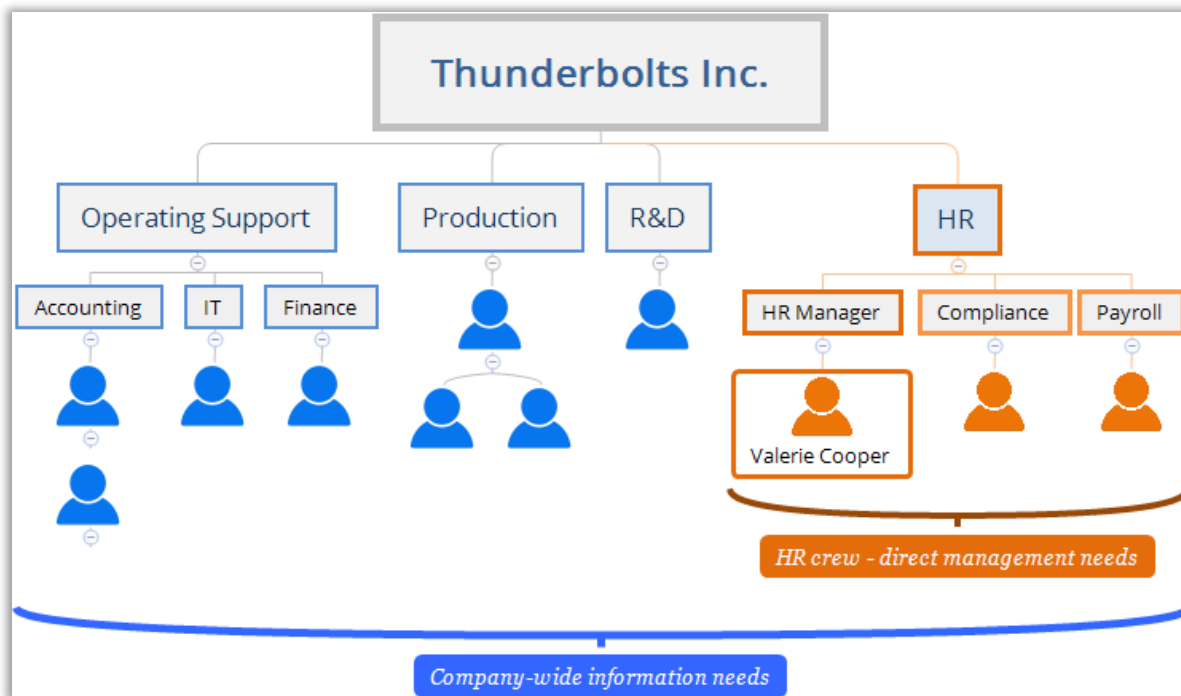 Thunderbolts Inc.
Operating Support
Production
R&D
HR
Accounting
IT
Finance
HR Manager
Compliance
Payroll
Valerie Cooper
HR crew - direct management needs
Company-wide information needs